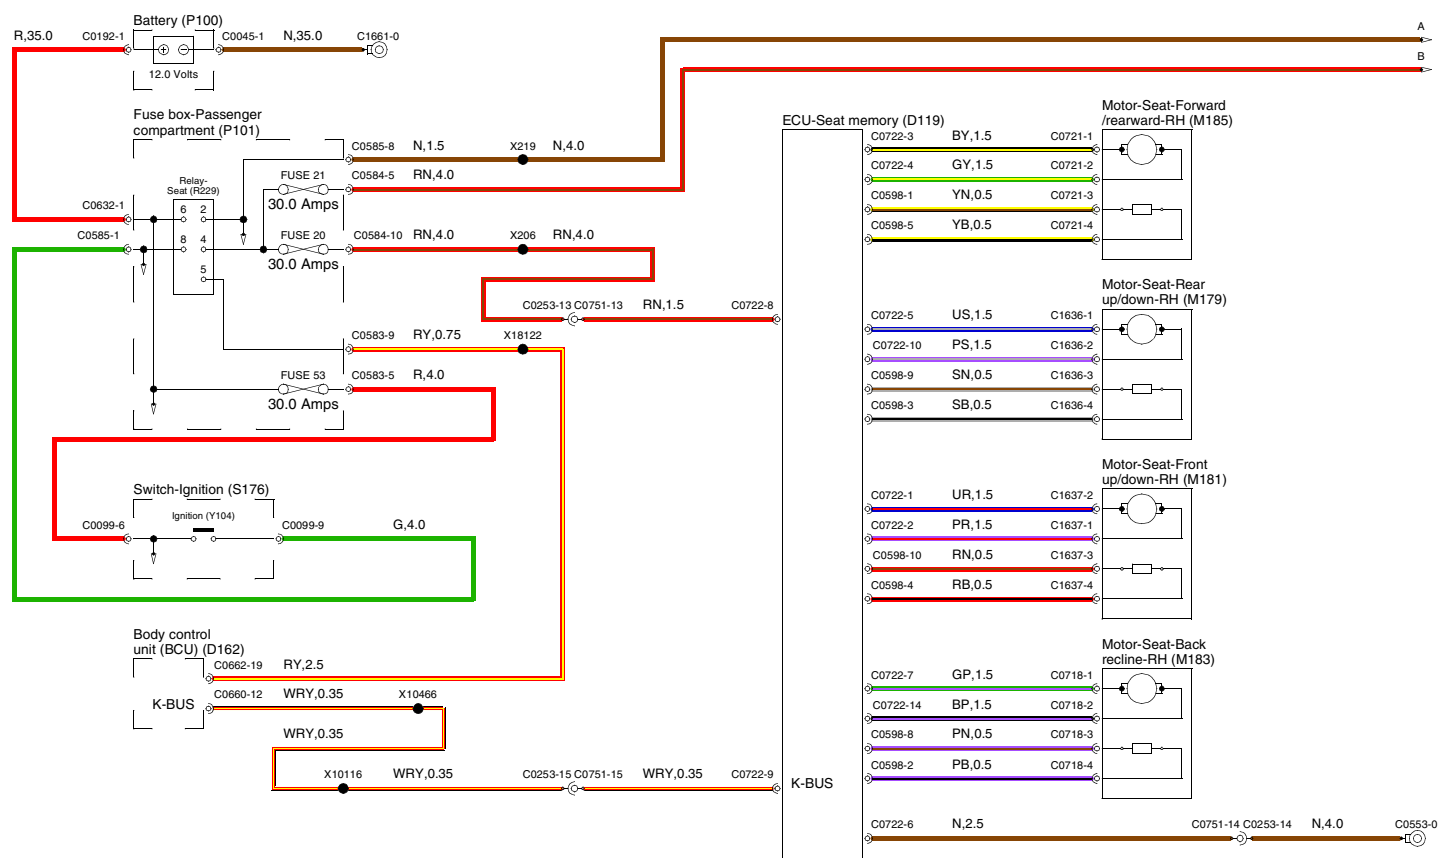 Battery (P100)
R,35.0
C0192-1
C0045-1
N,35.0
C1661-0
12.0 Volts
A
B
Fuse box-Passenger
compartment (P101)
C0585-8
N,1.5
X219
N,4.0
Relay-
Seat (R229)
FUSE 21
30.0 Amps
C0584-5
RN,4.0
C0632-1
6
2
C0585-1
8
4
5
FUSE 20
30.0 Amps
C0584-10
RN,4.0
X206
RN,4.0
C0253-13
C0751-13
RN,1.5
C0722-8
C0583-9
RY,0.75
X18122
FUSE 53
30.0 Amps
C0583-5
R,4.0
Switch-Ignition (S176)
Ignition (Y104)
C0099-6
C0099-9
G,4.0
Body control
unit (BCU) (D162)
C0662-19
RY,2.5
K-BUS
C0660-12
WRY,0.35
X10466
WRY,0.35
X10116
WRY,0.35
C0253-15
C0751-15
WRY,0.35
C0722-9
ECU-Seat memory (D119)
K-BUS
Motor-Seat-Forward
/rearward-RH (M185)
C0722-3
BY,1.5
C0721-1
C0722-4
GY,1.5
C0721-2
C0598-1
YN,0.5
C0721-3
C0598-5
YB,0.5
C0721-4
Motor-Seat-Rear
up/down-RH (M179)
C0722-5
US,1.5
C1636-1
C0722-10
PS,1.5
C1636-2
C0598-9
SN,0.5
C1636-3
C0598-3
SB,0.5
C1636-4
Motor-Seat-Front
up/down-RH (M181)
C0722-1
UR,1.5
C1637-2
C0722-2
PR,1.5
C1637-1
C0598-10
RN,0.5
C1637-3
C0598-4
RB,0.5
C1637-4
Motor-Seat-Back
recline-RH (M183)
C0722-7
GP,1.5
C0718-1
C0722-14
BP,1.5
C0718-2
C0598-8
PN,0.5
C0718-3
C0598-2
PB,0.5
C0718-4
C0722-6
N,2.5
C0751-14
C0253-14
N,4.0
C0553-0